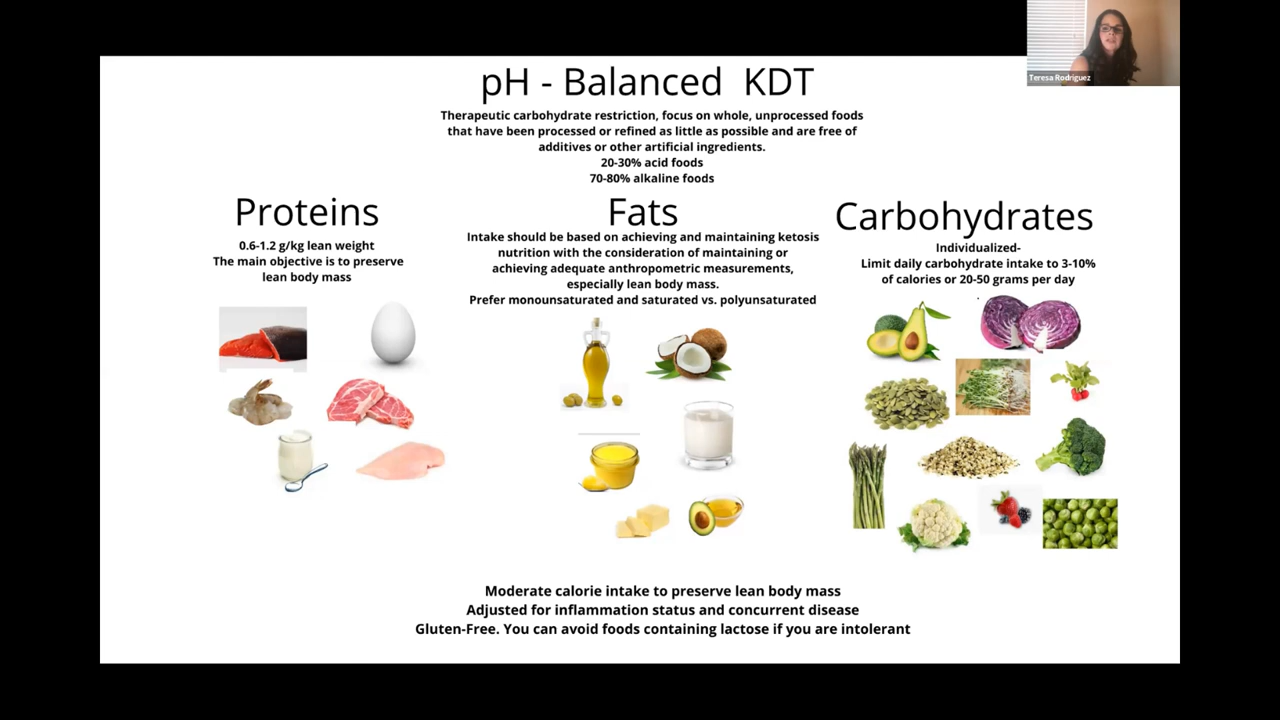 Teresa Rodriguez
pH - Balanced KDT
Therapeutic carbohydrate restriction, focus on whole, unprocessed foods
that have been processed or refined as little as possible and are free of
additives or other artificial ingredients.
20-30% acid foods
70-80% alkaline foods
Proteins
0.6-1.2 g/kg lean weight
The main objective is to preserve
lean body mass
Fats
Intake should be based on achieving and maintaining ketosis
nutrition with the consideration of maintaining or
achieving adequate anthropometric measurements,
especially lean body mass.
Prefer monounsaturated and saturated vs. polyunsaturated
Carbohydrates
Individualized-
Limit daily carbohydrate intake to 3-10%
of calories or 20-50 grams per day
Moderate calorie intake to preserve lean body mass
Adjusted for inflammation status and concurrent disease
Gluten-Free. You can avoid foods containing lactose if you are intolerant